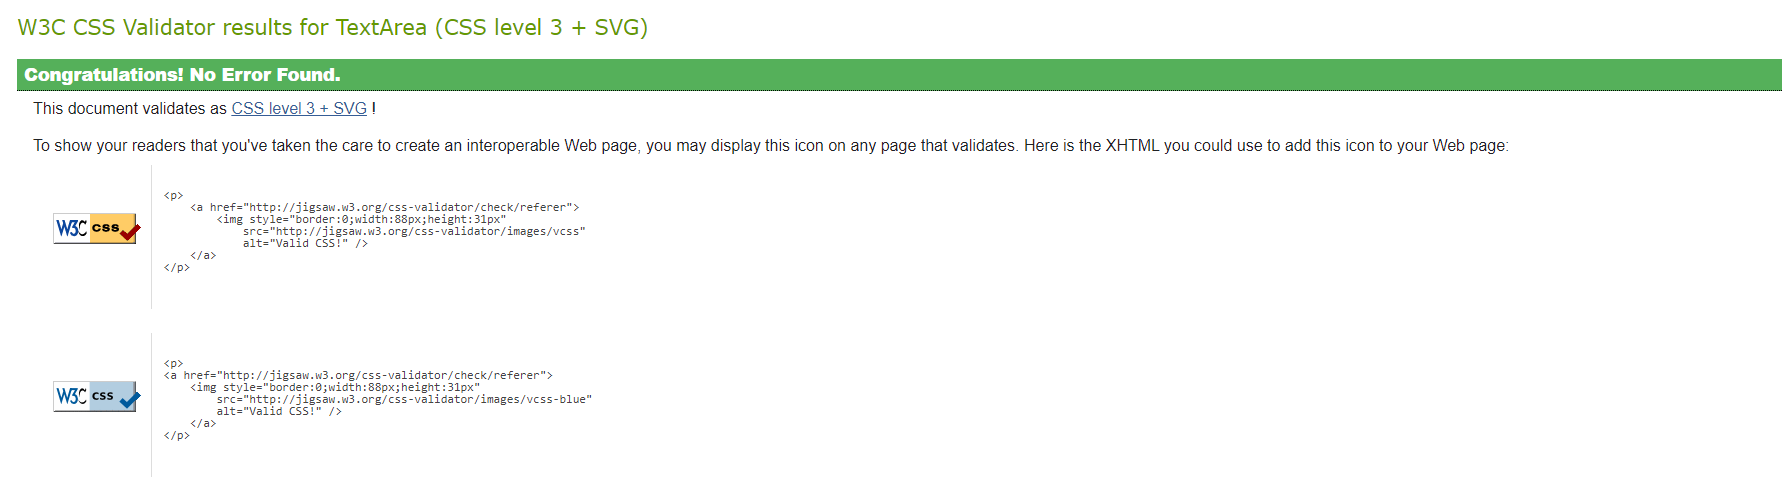 W3C CSS Validator results for TextArea (CSS level 3 + SVG)
Congratulations! No Error Found.
This document validates as CSS level 3 + SVG !
To show your readers that you've taken the care to create an interoperable Web page, you may display this icon on any page that validates. Here is the XHTML you could use to add this icon to your Web page:
W3C css
<p>
<a href="http://jigsaw.w3.org/css-validator/check/referer">
<img style="border:0;width:88px;height:31px"
src="http://jigsaw.w3.org/css-validator/images/vcss"
alt="Valid CSS!" />
</a>
</p>
W3C css
<p>
<a href="http://jigsaw.w3.org/css-validator/check/referer">
<img style="border:0;width:88px;height:31px"
src="http://jigsaw.w3.org/css-validator/images/vcss-blue"
alt="Valid CSS!" />
</a>
</p>